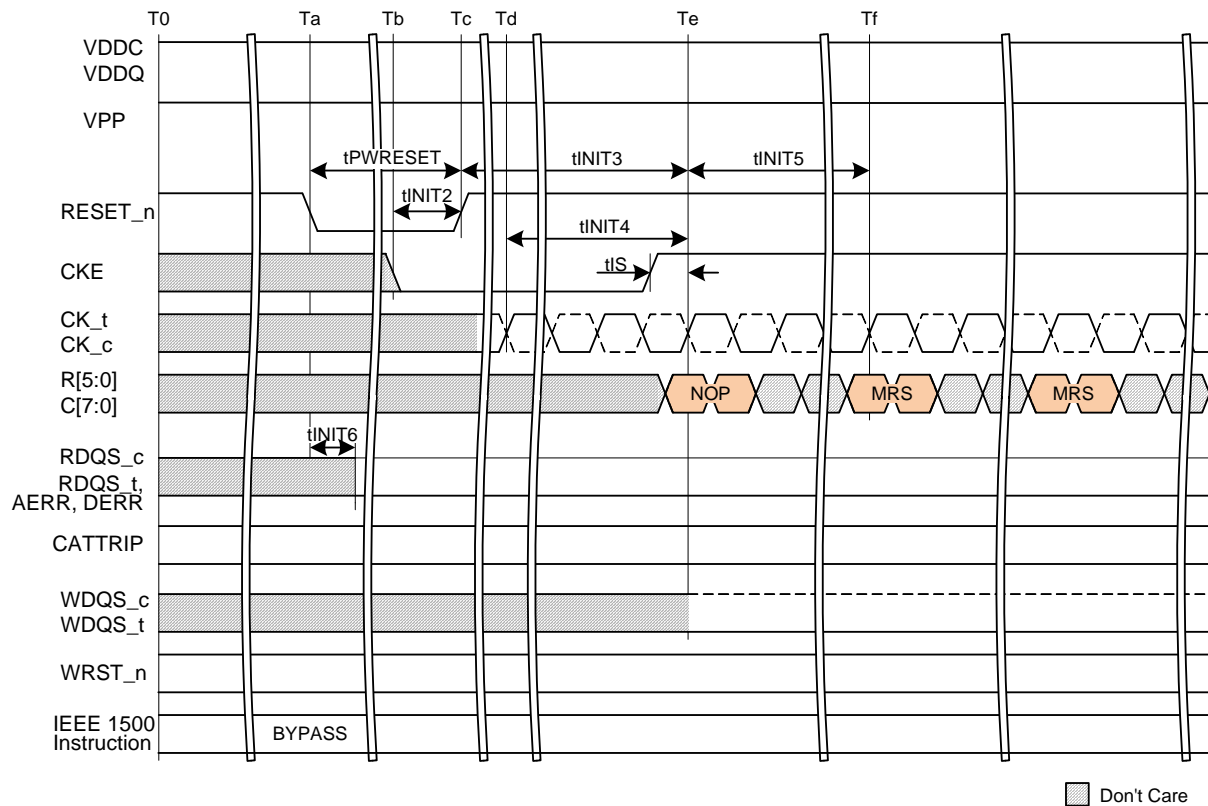 T0 Ta Tb Tc Td Te Tf
VDDC
VDDQ
VPP
tPWRESET tINIT3 tINIT5
RESET_n
tINIT2
tINIT4
CKE
tIS
CK_t
CK_c
R[5:0]
C[7:0]
NOP MRS MRS
tINIT6
RDQS_c
RDQS_t,
AERR, DERR
CATTRIP
WDQS_c
WDQS_t
WRST_n
IEEE 1500
Instruction
BYPASS
Don't Care